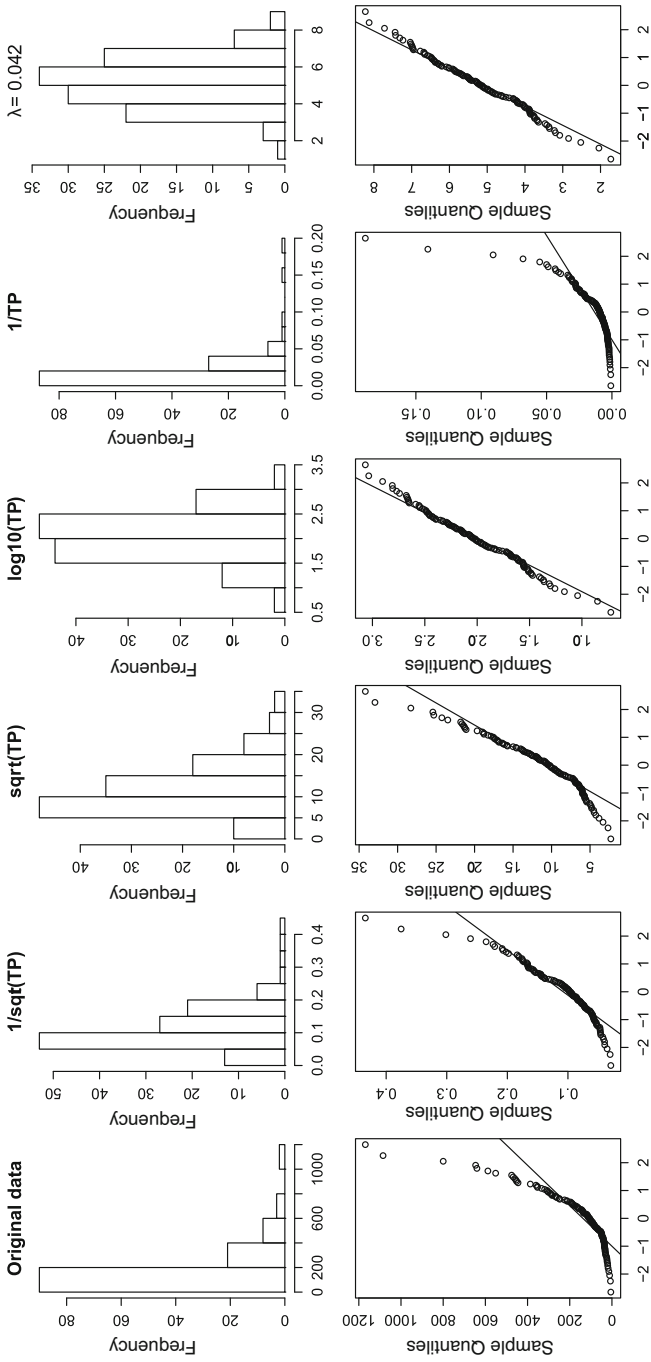 Original data
Frequency
0 20 40 60 80
0 200 600 1000
1/sqt(TP)
Frequency
0 10 20 30 40 50
0.0 0.1 0.2 0.3 0.4
sqrt(TP)
Frequency
0 10 20 30 40
0 5 10 20 30
log10(TP)
Frequency
0 10 20 30 40
0.5 1.5 2.5 3.5
1/TP
Frequency
0 20 40 60 80
0.00 0.05 0.10 0.15 0.20
λ= 0.042
Frequency
0 5 10 15 20 25 30 35
2 4 6 8
Sample Quantiles
0 200 400 600 800 1000 1200
-2 -1 0 1 2
Sample Quantiles
0.1 0.2 0.3 0.4
-2 -1 0 1 2
Sample Quantiles
5 10 15 20 25 30 35
-2 -1 0 1 2
Sample Quantiles
1.0 1.5 2.0 2.5 3.0
-2 -1 0 1 2
Sample Quantiles
0.00 0.05 0.10 0.15
-2 -1 0 1 2
Sample Quantiles
2 3 4 5 6 7 8
-2 -1 0 1 2